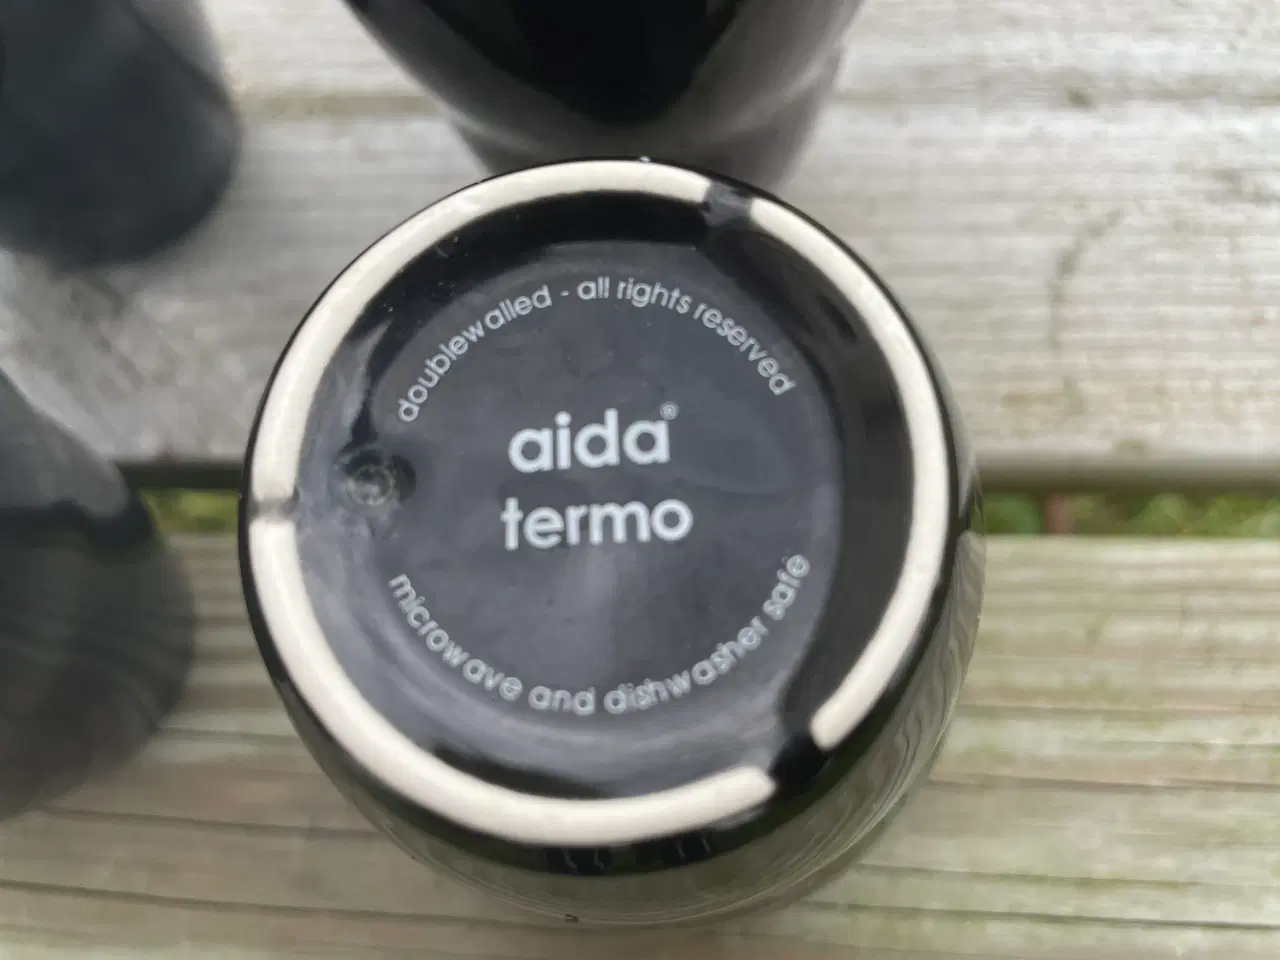 doublewalled - all rights reserved
aida®
termo
microwave and dishwasher safe